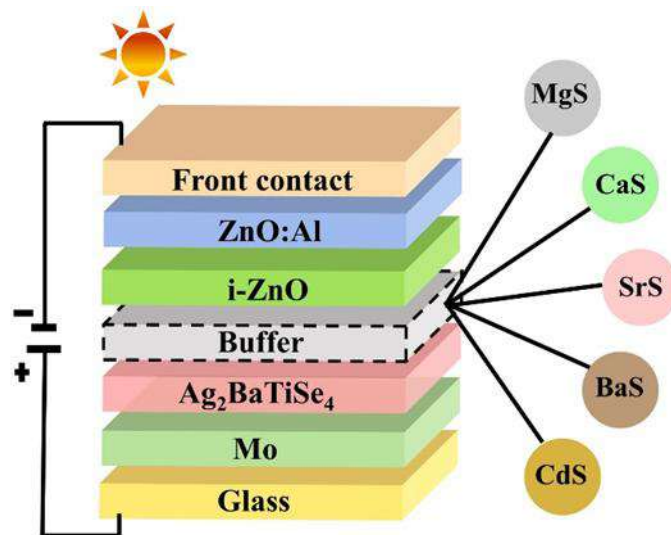 Front contact
ZnO:Al
i-ZnO
Buffer
Ag₂BaTiSe₄
Mo
Glass
MgS
CaS
SrS
BaS
CdS
-
+